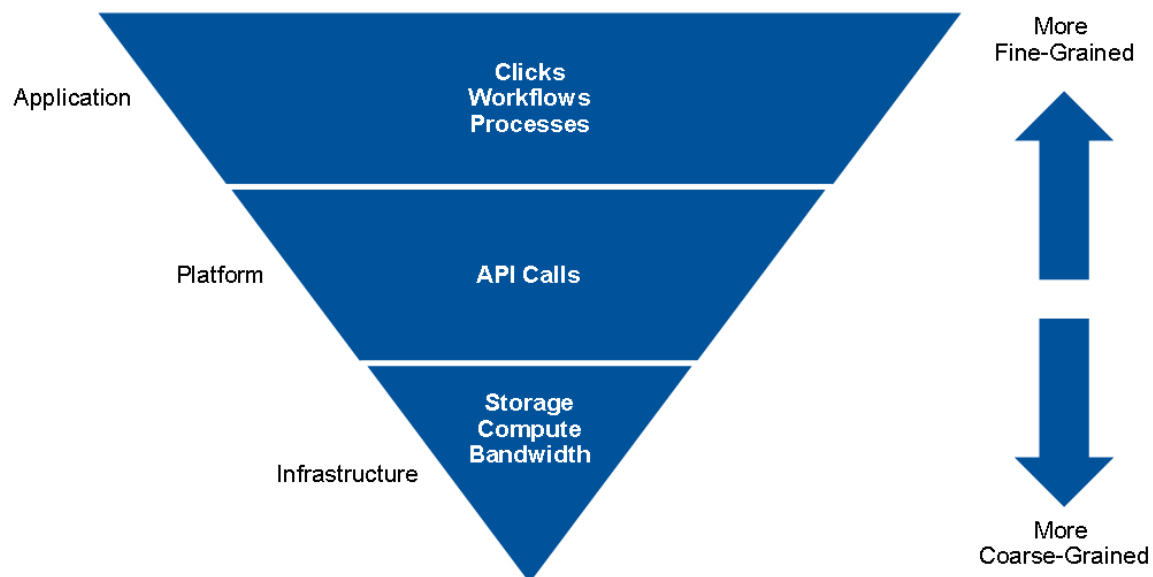 More
Fine-Grained
Application
Clicks
Workflows
Processes
Platform
API Calls
Storage
Compute
Bandwidth
Infrastructure
More
Coarse-Grained